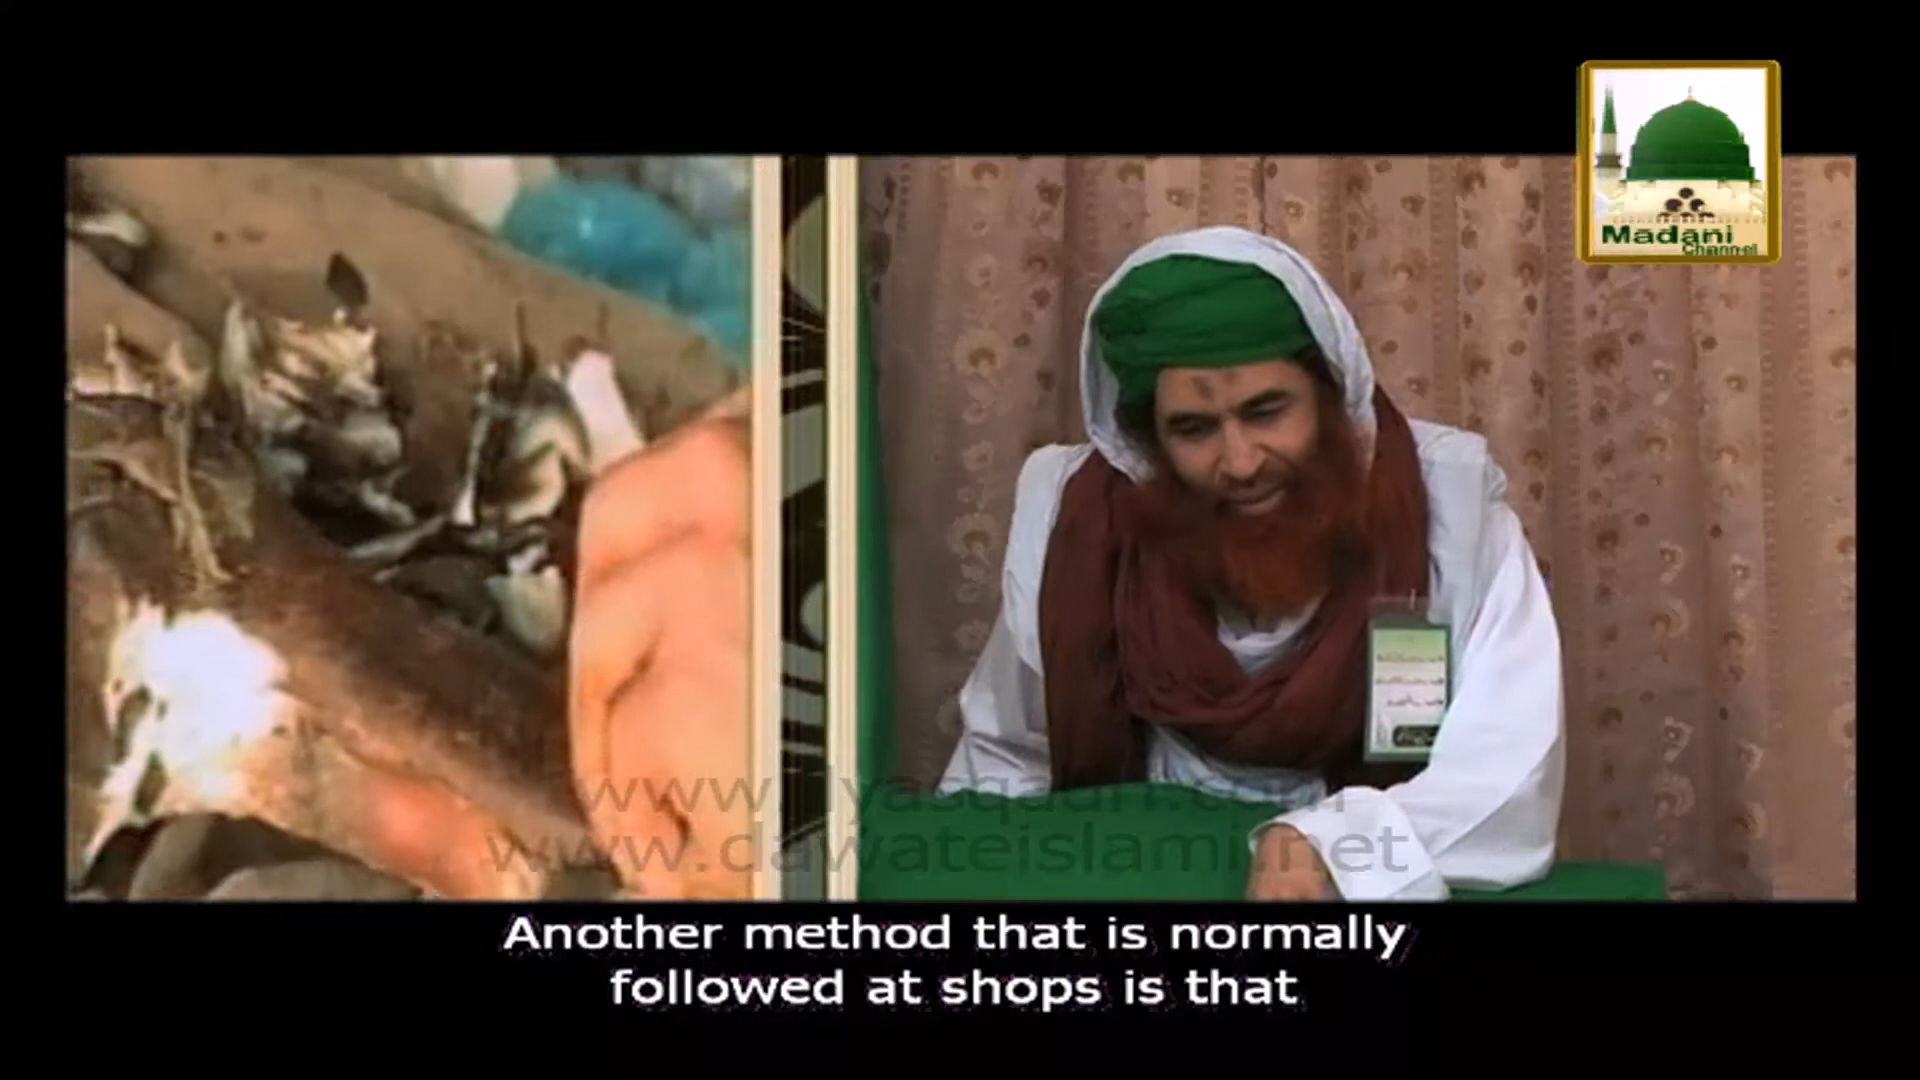 Madani
Channel
www.ilyasqadri.com
www.dawateislami.net
Another method that is normally
followed at shops is that